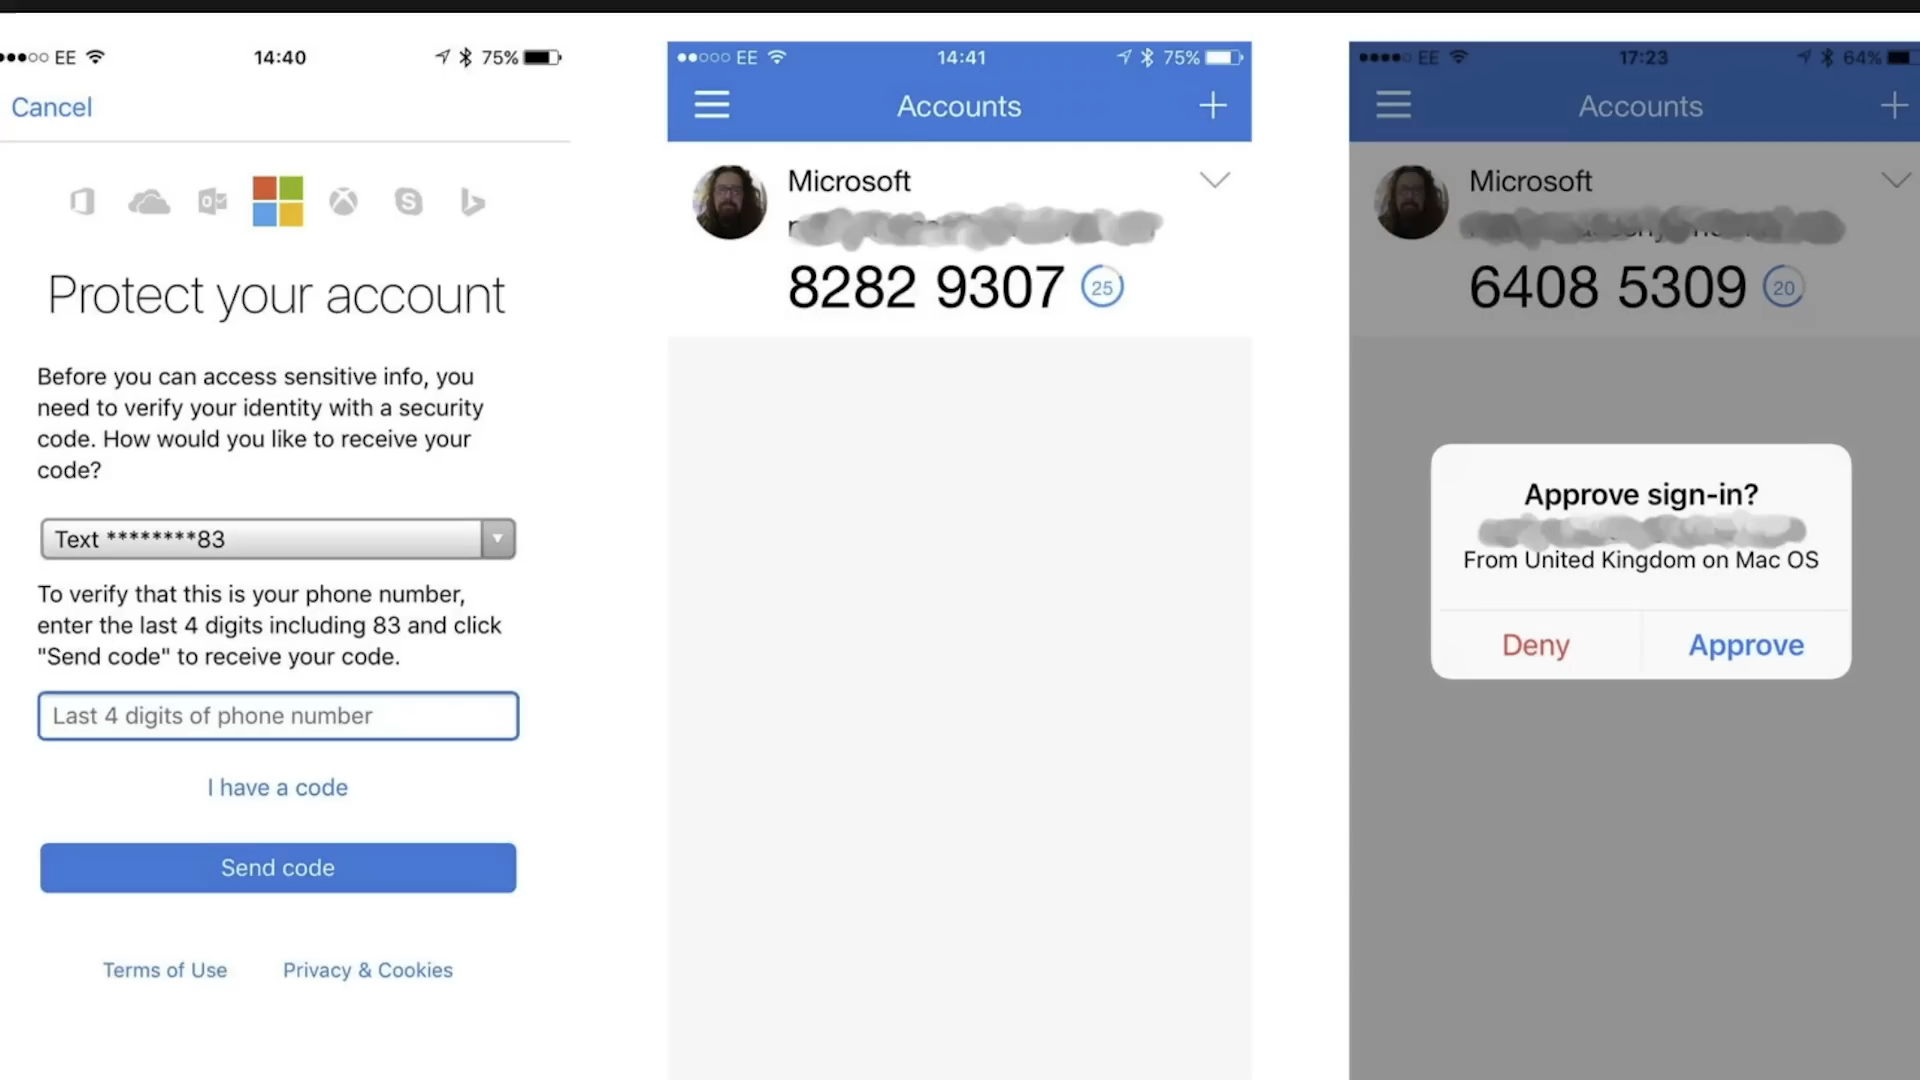 EE 14:40 75%
Cancel
Protect your account
Before you can access sensitive info, you
need to verify your identity with a security
code. How would you like to receive your
code?
Text ********83
To verify that this is your phone number,
enter the last 4 digits including 83 and click
"Send code" to receive your code.
Last 4 digits of phone number
I have a code
Send code
Terms of Use Privacy & Cookies
EE 14:41 75%
Accounts
Microsoft
8282 9307 25
EE 17:23 64%
Accounts
Microsoft
6408 5309 20
Approve sign-in?
From United Kingdom on Mac OS
Deny Approve